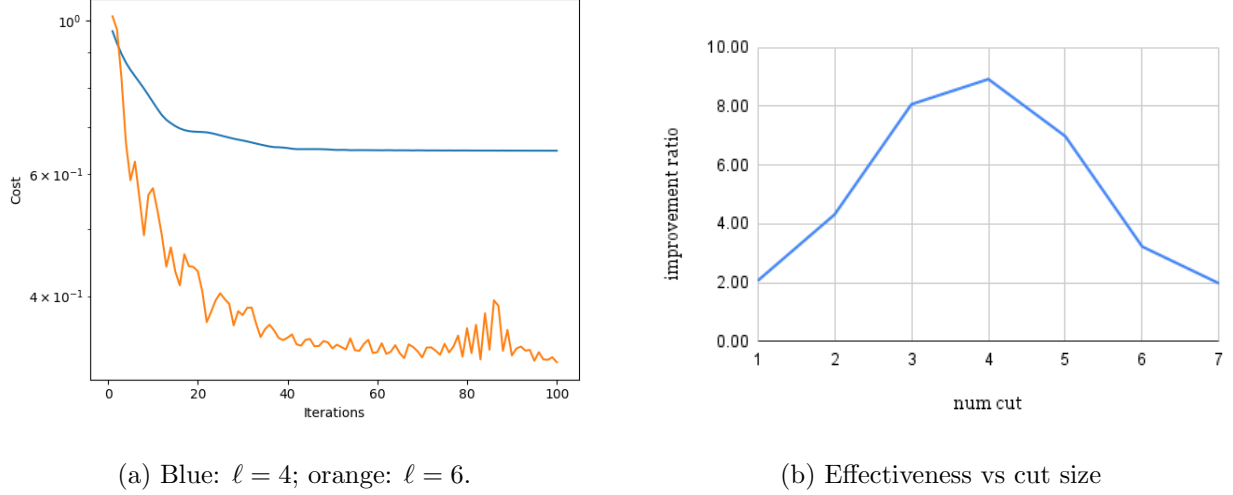 10⁰
6 × 10⁻¹
4 × 10⁻¹
Cost
0 20 40 60 80 100
Iterations
(a) Blue: ℓ = 4; orange: ℓ = 6.
10.00
8.00
6.00
4.00
2.00
0.00
improvement ratio
1 2 3 4 5 6 7
num cut
(b) Effectiveness vs cut size